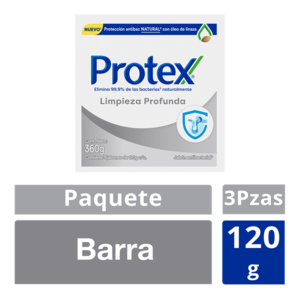 ¡NUEVO! Protección antibac NATURAL* con óleo de linaza
Protex
Elimina 99.9% de las bacterias¹ naturalmente
Limpieza Profunda
360g
Paquete
3Pzas
Barra
120
g